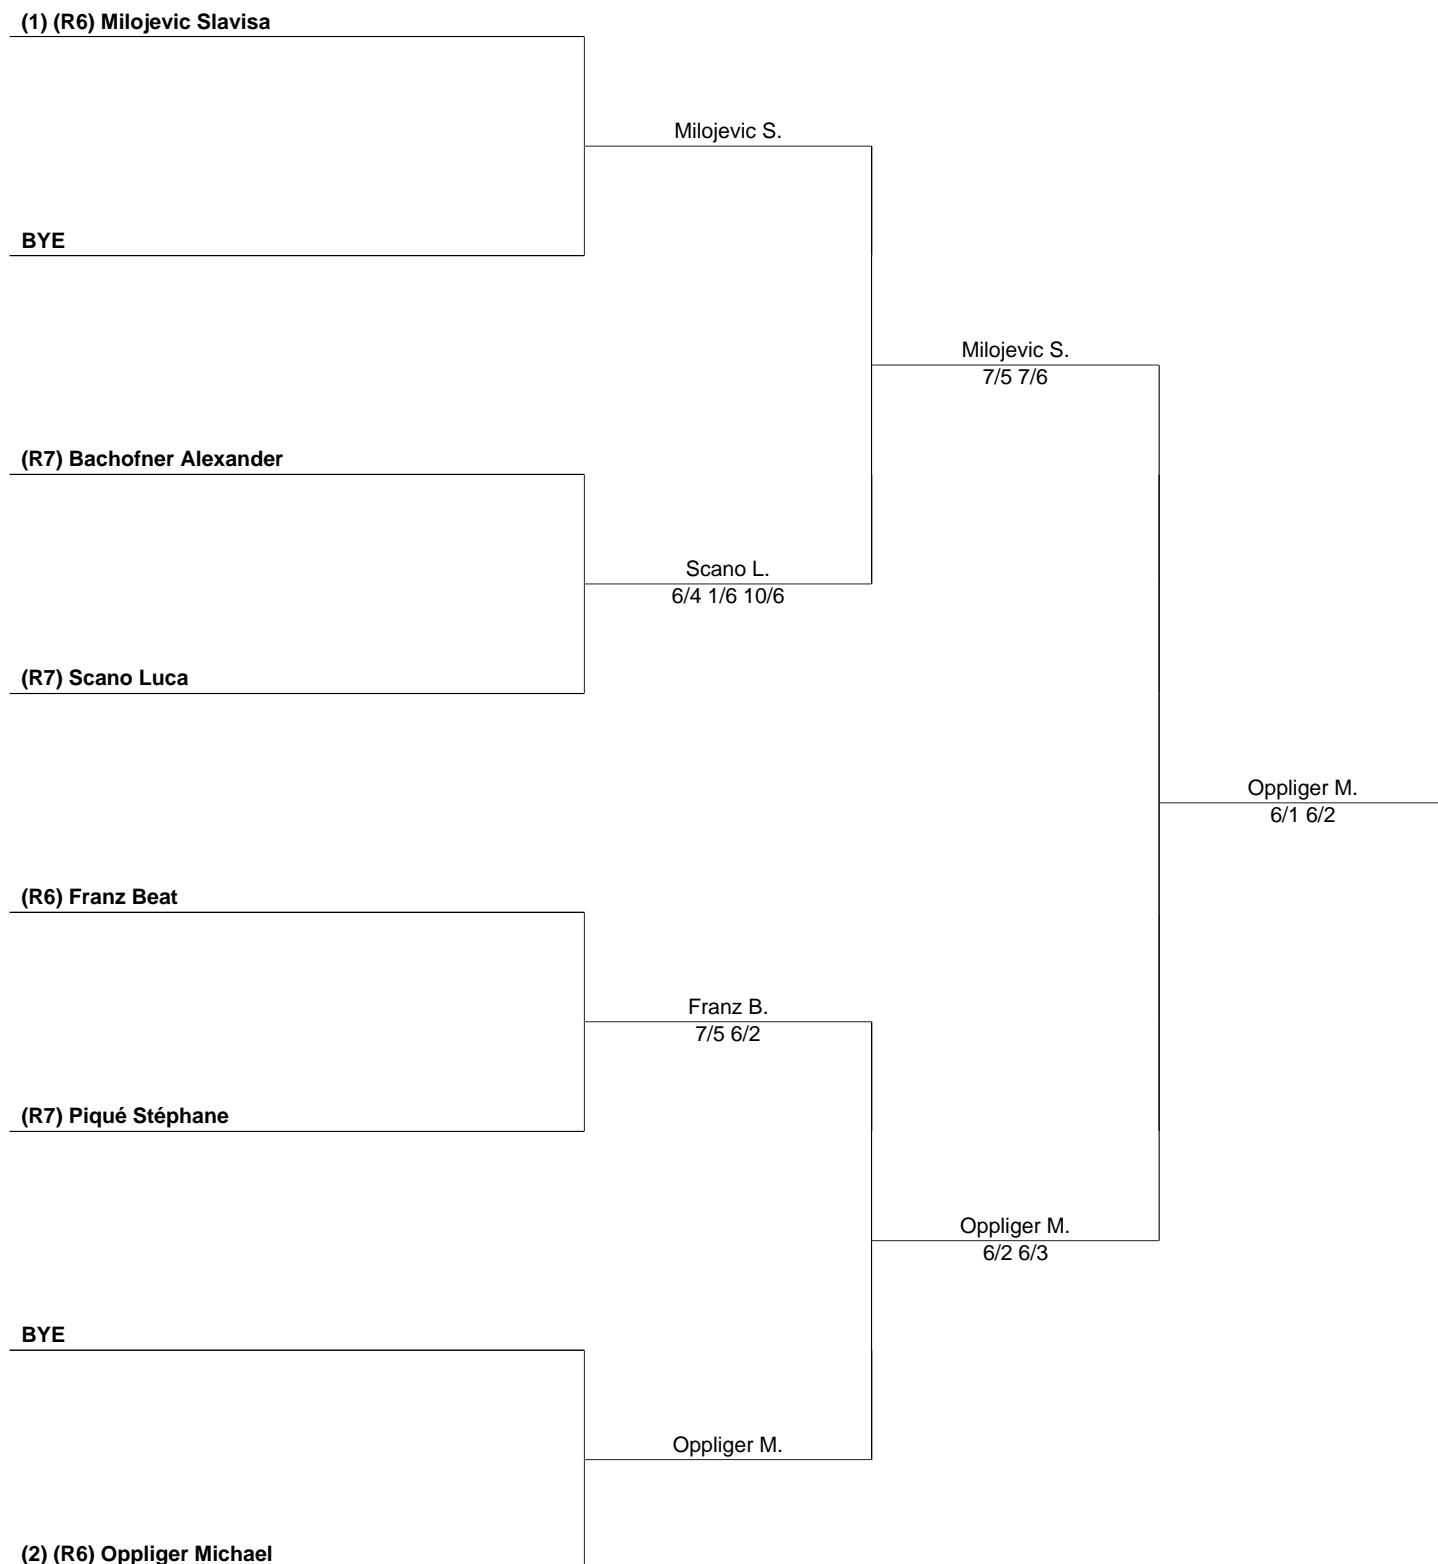 (1) (R6) Milojevic Slavisa
Milojevic S.
BYE
Milojevic S.
7/5 7/6
(R7) Bachofner Alexander
Scano L.
6/4 1/6 10/6
(R7) Scano Luca
Oppliger M.
6/1 6/2
(R6) Franz Beat
Franz B.
7/5 6/2
(R7) Piqué Stéphane
Oppliger M.
6/2 6/3
BYE
Oppliger M.
(2) (R6) Oppliger Michael